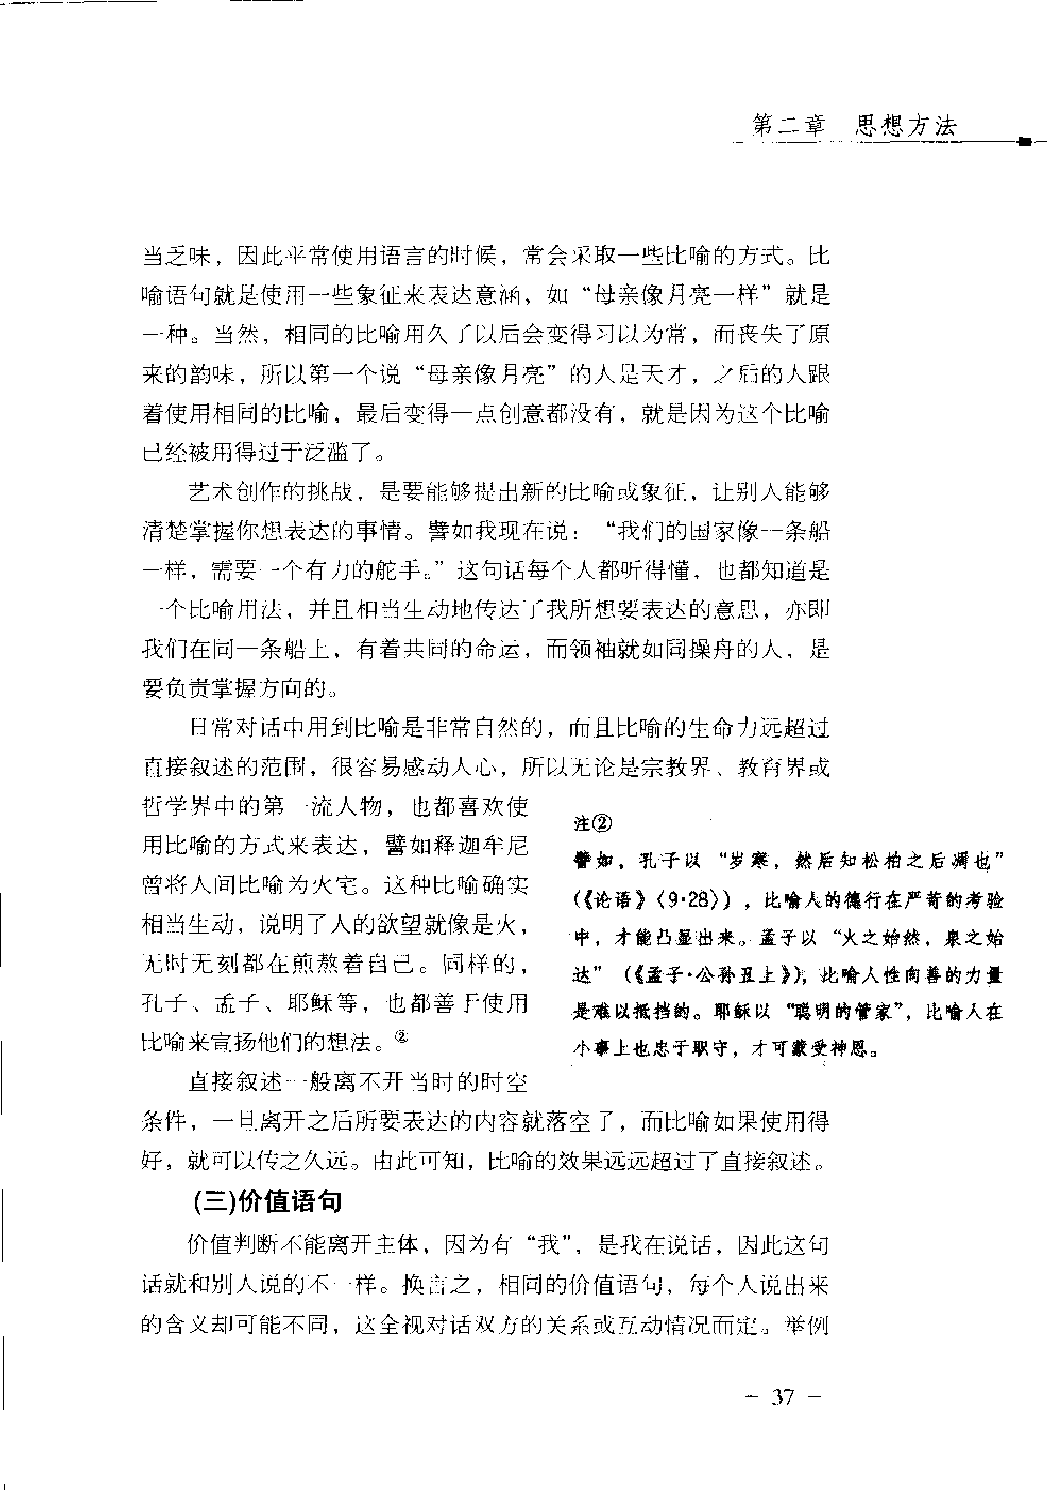 第二章 思想方法
当乏味，因此平常使用语言的时候，常会采取一些比喻的方式。比
喻语句就是使用一些象征来表达意涵，如“母亲像月亮一样”就是
一种。当然，相同的比喻用久了以后会变得习以为常，而丧失了原
来的韵味，所以第一个说“母亲像月亮”的人是天才，之后的人跟
着使用相同的比喻，最后变得一点创意都没有，就是因为这个比喻
已经被用得过于泛滥了。
艺术创作的挑战，是要能够提出新的比喻或象征，让别人能够
清楚掌握你想表达的事情。譬如我现在说：“我们的国家像一条船
一样，需要一个有力的舵手。”这句话每个人都听得懂，也都知道是
一个比喻用法，并且相当生动地传达了我所想要表达的意思，亦即
我们在同一条船上，有着共同的命运，而领袖就如同操舟的人，是
要负责掌握方向的。
日常对话中用到比喻是非常自然的，而且比喻的生命力远超过
直接叙述的范围，很容易感动人心，所以无论是宗教界、教育界或
哲学界中的第一流人物，也都喜欢使
用比喻的方式来表达，譬如释迦牟尼
曾将人间比喻为火宅。这种比喻确实
相当生动，说明了人的欲望就像是火，
无时无刻都在煎熬着自己。同样的，
孔子、孟子、耶稣等，也都善于使用
比喻来宣扬他们的想法。②
注②
譬如，孔子以“岁寒，然后知松柏之后凋也”
(《论语》〈9·28〉)，比喻人的德行在严苛的考验
中，才能凸显出来。孟子以“火之始然，泉之始
达”(《孟子·公孙丑上》)，比喻人性向善的力量
是难以抵挡的。耶稣以“聪明的管家”，比喻人在
小事上也忠于职守，才可蒙受神恩。
直接叙述一般离不开当时的时空
条件，一旦离开之后所要表达的内容就落空了，而比喻如果使用得
好，就可以传之久远。由此可知，比喻的效果远远超过了直接叙述。
(三)价值语句
价值判断不能离开主体，因为有“我”，是我在说话，因此这句
话就和别人说的不一样。换言之，相同的价值语句，每个人说出来
的含义却可能不同，这全视对话双方的关系或互动情况而定。举例
- 37 -